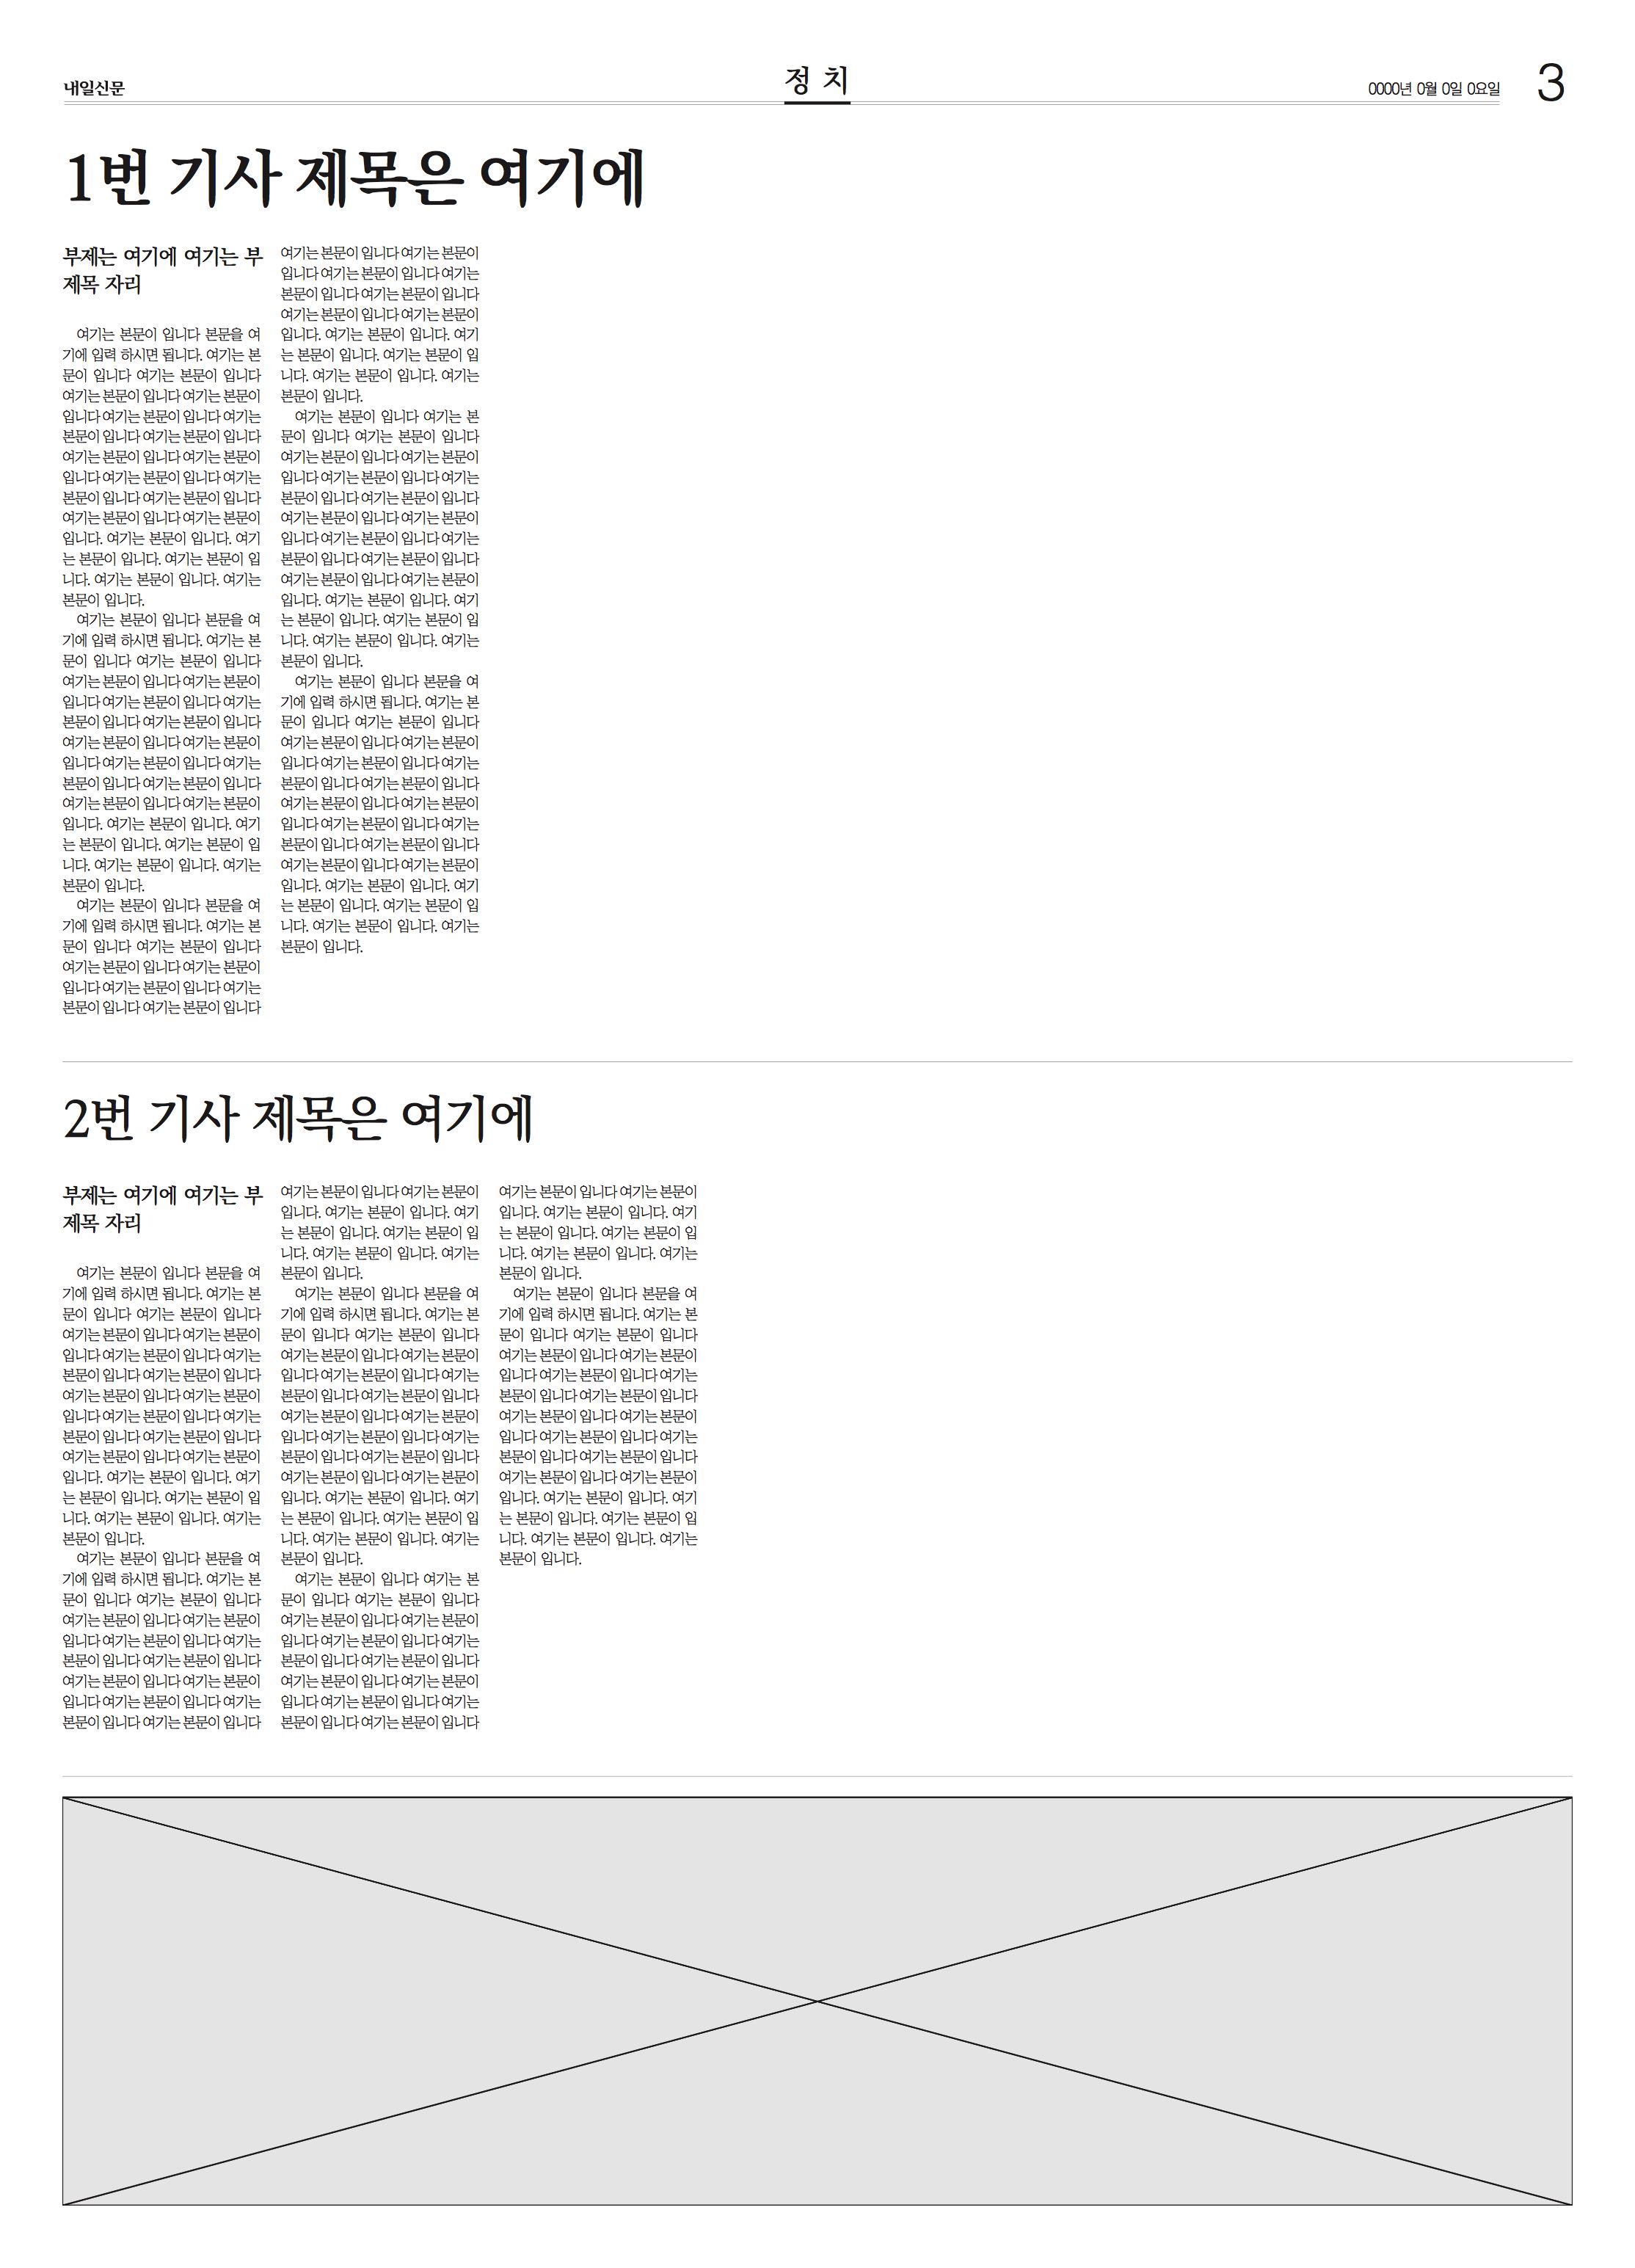 내일신문
정 치
0000년 0월 0일 0요일
3
1번 기사 제목은 여기에
부제는 여기에 여기는 부
제목 자리
여기는 본문이 입니다 본문을 여
기에 입력 하시면 됩니다. 여기는 본
문이 입니다 여기는 본문이 입니다
여기는 본문이 입니다 여기는 본문이
입니다 여기는 본문이 입니다 여기는
본문이 입니다 여기는 본문이 입니다
여기는 본문이 입니다 여기는 본문이
입니다 여기는 본문이 입니다 여기는
본문이 입니다 여기는 본문이 입니다
여기는 본문이 입니다 여기는 본문이
입니다. 여기는 본문이 입니다. 여기
는 본문이 입니다. 여기는 본문이 입
니다. 여기는 본문이 입니다. 여기는
본문이 입니다.
여기는 본문이 입니다 본문을 여
기에 입력 하시면 됩니다. 여기는 본
문이 입니다 여기는 본문이 입니다
여기는 본문이 입니다 여기는 본문이
입니다 여기는 본문이 입니다 여기는
본문이 입니다 여기는 본문이 입니다
여기는 본문이 입니다 여기는 본문이
입니다 여기는 본문이 입니다 여기는
본문이 입니다 여기는 본문이 입니다
여기는 본문이 입니다 여기는 본문이
입니다. 여기는 본문이 입니다. 여기
는 본문이 입니다. 여기는 본문이 입
니다. 여기는 본문이 입니다. 여기는
본문이 입니다.
여기는 본문이 입니다 본문을 여
기에 입력 하시면 됩니다. 여기는 본
문이 입니다 여기는 본문이 입니다
여기는 본문이 입니다 여기는 본문이
입니다 여기는 본문이 입니다 여기는
본문이 입니다 여기는 본문이 입니다
여기는 본문이 입니다 여기는 본문이
입니다 여기는 본문이 입니다 여기는
본문이 입니다 여기는 본문이 입니다
여기는 본문이 입니다 여기는 본문이
입니다. 여기는 본문이 입니다. 여기
는 본문이 입니다. 여기는 본문이 입
니다. 여기는 본문이 입니다. 여기는
본문이 입니다.
여기는 본문이 입니다 여기는 본
문이 입니다 여기는 본문이 입니다
여기는 본문이 입니다 여기는 본문이
입니다 여기는 본문이 입니다 여기는
본문이 입니다 여기는 본문이 입니다
여기는 본문이 입니다 여기는 본문이
입니다 여기는 본문이 입니다 여기는
본문이 입니다 여기는 본문이 입니다
여기는 본문이 입니다 여기는 본문이
입니다. 여기는 본문이 입니다. 여기
는 본문이 입니다. 여기는 본문이 입
니다. 여기는 본문이 입니다. 여기는
본문이 입니다.
여기는 본문이 입니다 본문을 여
기에 입력 하시면 됩니다. 여기는 본
문이 입니다 여기는 본문이 입니다
여기는 본문이 입니다 여기는 본문이
입니다 여기는 본문이 입니다 여기는
본문이 입니다 여기는 본문이 입니다
여기는 본문이 입니다 여기는 본문이
입니다 여기는 본문이 입니다 여기는
본문이 입니다 여기는 본문이 입니다
여기는 본문이 입니다 여기는 본문이
입니다. 여기는 본문이 입니다. 여기
는 본문이 입니다. 여기는 본문이 입
니다. 여기는 본문이 입니다. 여기는
본문이 입니다.
2번 기사 제목은 여기에
부제는 여기에 여기는 부
제목 자리
여기는 본문이 입니다 본문을 여
기에 입력 하시면 됩니다. 여기는 본
문이 입니다 여기는 본문이 입니다
여기는 본문이 입니다 여기는 본문이
입니다 여기는 본문이 입니다 여기는
본문이 입니다 여기는 본문이 입니다
여기는 본문이 입니다 여기는 본문이
입니다 여기는 본문이 입니다 여기는
본문이 입니다 여기는 본문이 입니다
여기는 본문이 입니다 여기는 본문이
입니다. 여기는 본문이 입니다. 여기
는 본문이 입니다. 여기는 본문이 입
니다. 여기는 본문이 입니다. 여기는
본문이 입니다.
여기는 본문이 입니다 본문을 여
기에 입력 하시면 됩니다. 여기는 본
문이 입니다 여기는 본문이 입니다
여기는 본문이 입니다 여기는 본문이
입니다 여기는 본문이 입니다 여기는
본문이 입니다 여기는 본문이 입니다
여기는 본문이 입니다 여기는 본문이
입니다 여기는 본문이 입니다 여기는
본문이 입니다 여기는 본문이 입니다
여기는 본문이 입니다 여기는 본문이
입니다. 여기는 본문이 입니다. 여기
는 본문이 입니다. 여기는 본문이 입
니다. 여기는 본문이 입니다. 여기는
본문이 입니다.
여기는 본문이 입니다 본문을 여
기에 입력 하시면 됩니다. 여기는 본
문이 입니다 여기는 본문이 입니다
여기는 본문이 입니다 여기는 본문이
입니다 여기는 본문이 입니다 여기는
본문이 입니다 여기는 본문이 입니다
여기는 본문이 입니다 여기는 본문이
입니다 여기는 본문이 입니다 여기는
본문이 입니다 여기는 본문이 입니다
여기는 본문이 입니다 여기는 본문이
입니다. 여기는 본문이 입니다. 여기
는 본문이 입니다. 여기는 본문이 입
니다. 여기는 본문이 입니다. 여기는
본문이 입니다.
여기는 본문이 입니다 여기는 본
문이 입니다 여기는 본문이 입니다
여기는 본문이 입니다 여기는 본문이
입니다 여기는 본문이 입니다 여기는
본문이 입니다 여기는 본문이 입니다
여기는 본문이 입니다 여기는 본문이
입니다 여기는 본문이 입니다 여기는
본문이 입니다 여기는 본문이 입니다
여기는 본문이 입니다 여기는 본문이
입니다. 여기는 본문이 입니다. 여기
는 본문이 입니다. 여기는 본문이 입
니다. 여기는 본문이 입니다. 여기는
본문이 입니다.
여기는 본문이 입니다 본문을 여
기에 입력 하시면 됩니다. 여기는 본
문이 입니다 여기는 본문이 입니다
여기는 본문이 입니다 여기는 본문이
입니다 여기는 본문이 입니다 여기는
본문이 입니다 여기는 본문이 입니다
여기는 본문이 입니다 여기는 본문이
입니다 여기는 본문이 입니다 여기는
본문이 입니다 여기는 본문이 입니다
여기는 본문이 입니다 여기는 본문이
입니다. 여기는 본문이 입니다. 여기
는 본문이 입니다. 여기는 본문이 입
니다. 여기는 본문이 입니다. 여기는
본문이 입니다.